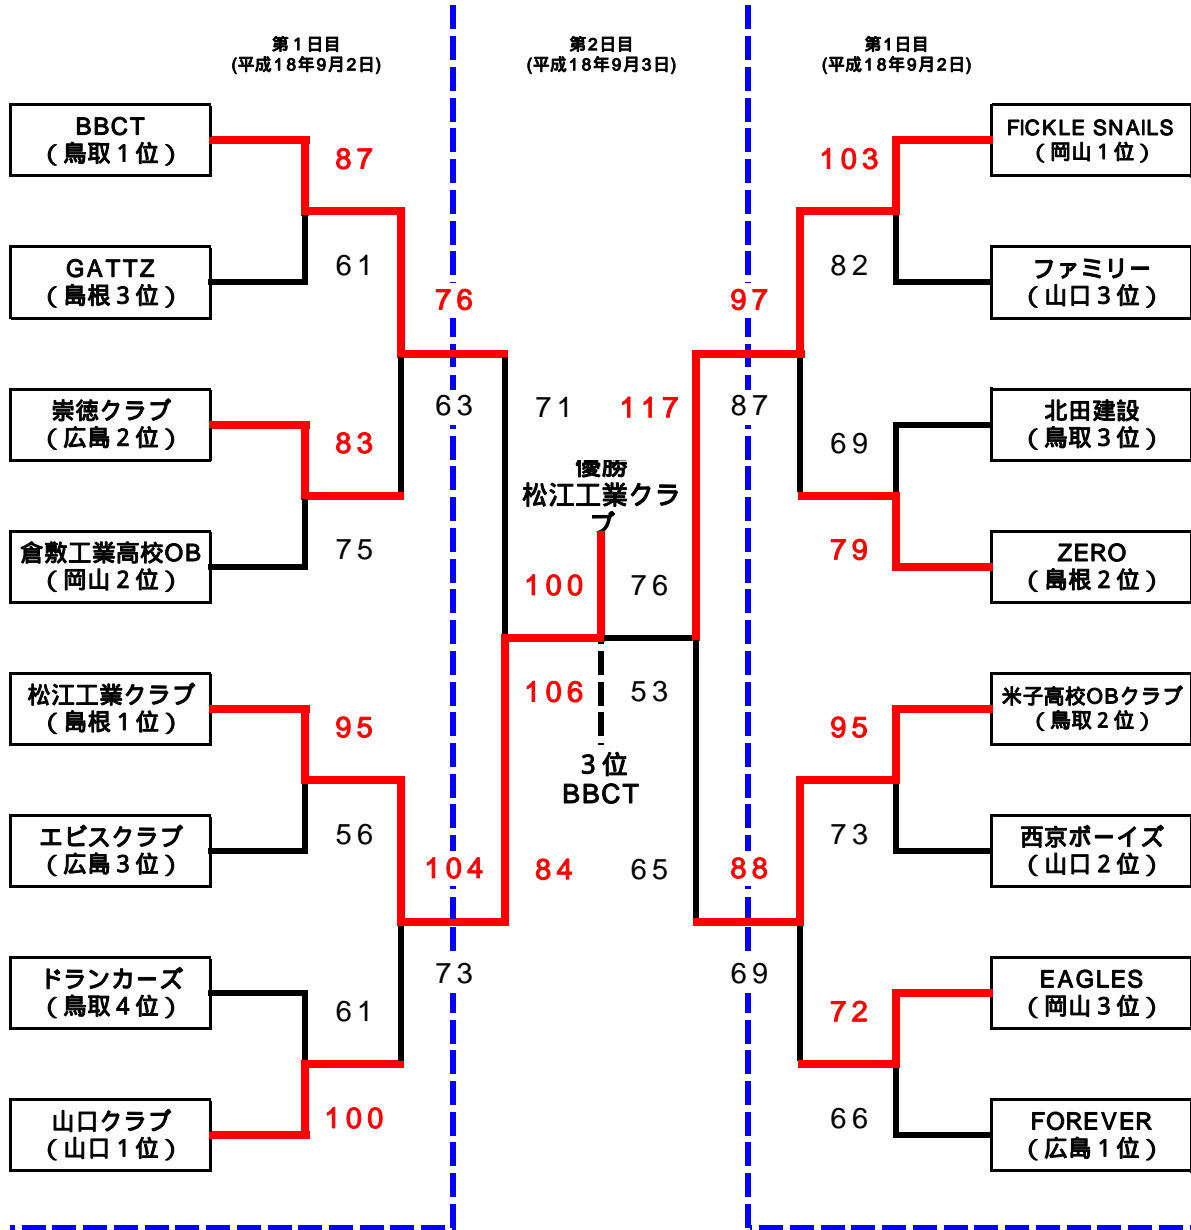 第１日目
(平成18年9月2日)
第2日目
(平成18年9月3日)
第1日目
(平成18年9月2日)
BBCT
（鳥取１位）
87
GATTZ
（島根３位）
61
76
崇徳クラブ
（広島２位）
83
63
倉敷工業高校OB
（岡山２位）
75
松江工業クラブ
（島根１位）
95
エビスクラブ
（広島３位）
56
104
ドランカーズ
（鳥取４位）
61
73
山口クラブ
（山口１位）
100
71
117
優勝
松江工業クラ
ブ
100
76
106
53
３位
BBCT
84
65
FICKLE SNAILS
（岡山１位）
103
ファミリー
（山口３位）
82
97
北田建設
（鳥取３位）
69
87
ZERO
（島根２位）
79
米子高校OBクラブ
（鳥取２位）
95
西京ボーイズ
（山口２位）
73
88
EAGLES
（岡山３位）
72
69
FOREVER
（広島１位）
66